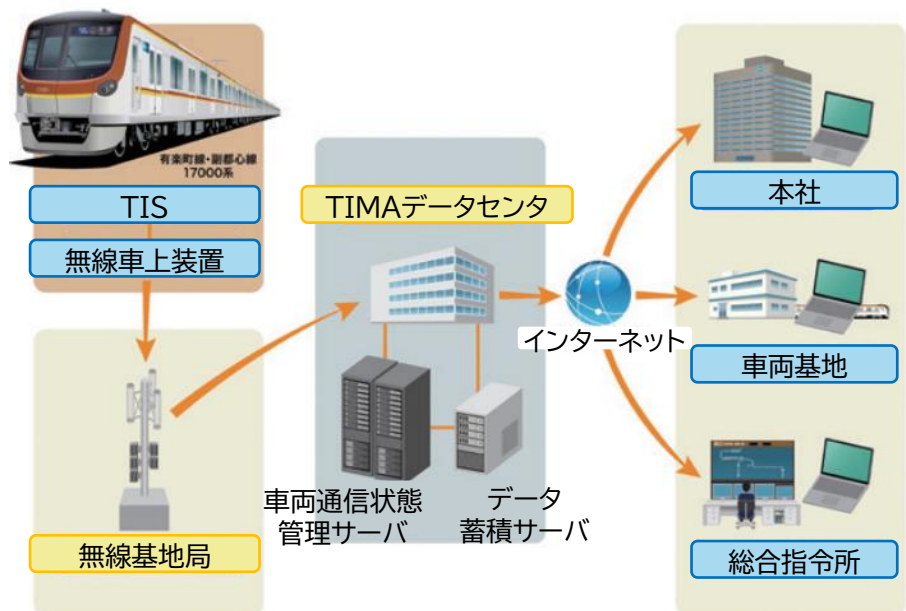 有楽町線・副都心線
17000系
TIS
無線車上装置
無線基地局
TIMAデータセンタ
車両通信状態
管理サーバ
データ
蓄積サーバ
インターネット
本社
車両基地
総合指令所